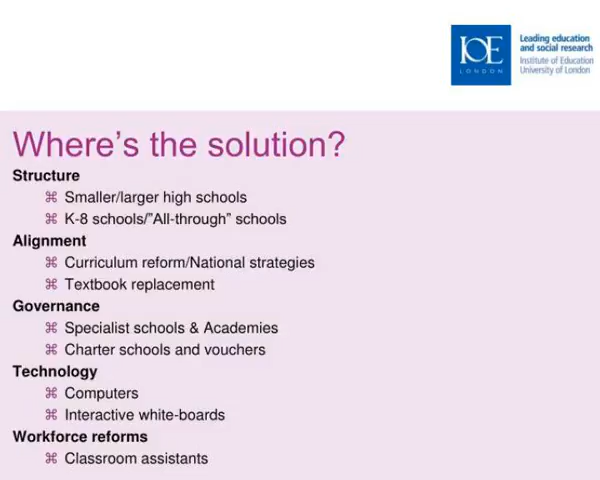 IOE
LONDON
Leading education
and social research
Institute of Education
University of London
Where’s the solution?
Structure
⌘ Smaller/larger high schools
⌘ K-8 schools/”All-through” schools
Alignment
⌘ Curriculum reform/National strategies
⌘ Textbook replacement
Governance
⌘ Specialist schools & Academies
⌘ Charter schools and vouchers
Technology
⌘ Computers
⌘ Interactive white-boards
Workforce reforms
⌘ Classroom assistants